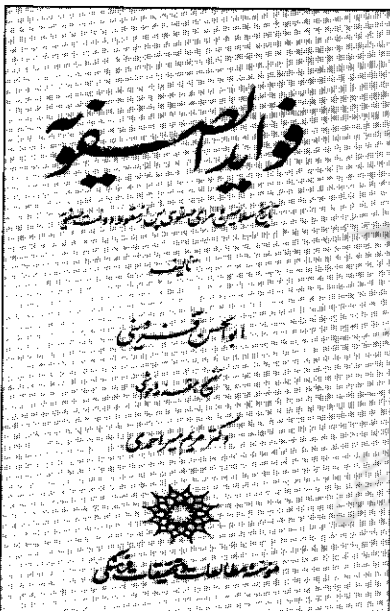 فواید الصفویه
تاریخ سلاطین و امرای صفوی پس از سقوط دولت صفویه
تألیف
ابوالحسن قزوینی
تصحیح مقدمه و حواشی
دکتر مریم میراحمدی
مؤسسه مطالعات و تحقیقات فرهنگی